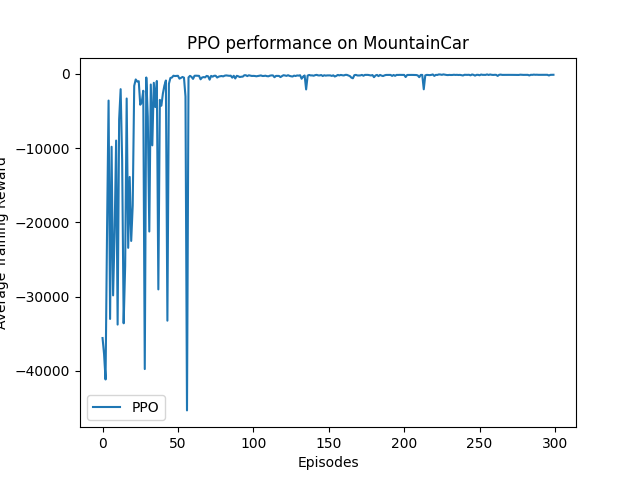 PPO performance on MountainCar
0
−10000
−20000
−30000
−40000
Average Training Reward
PPO
0 50 100 150 200 250 300
Episodes